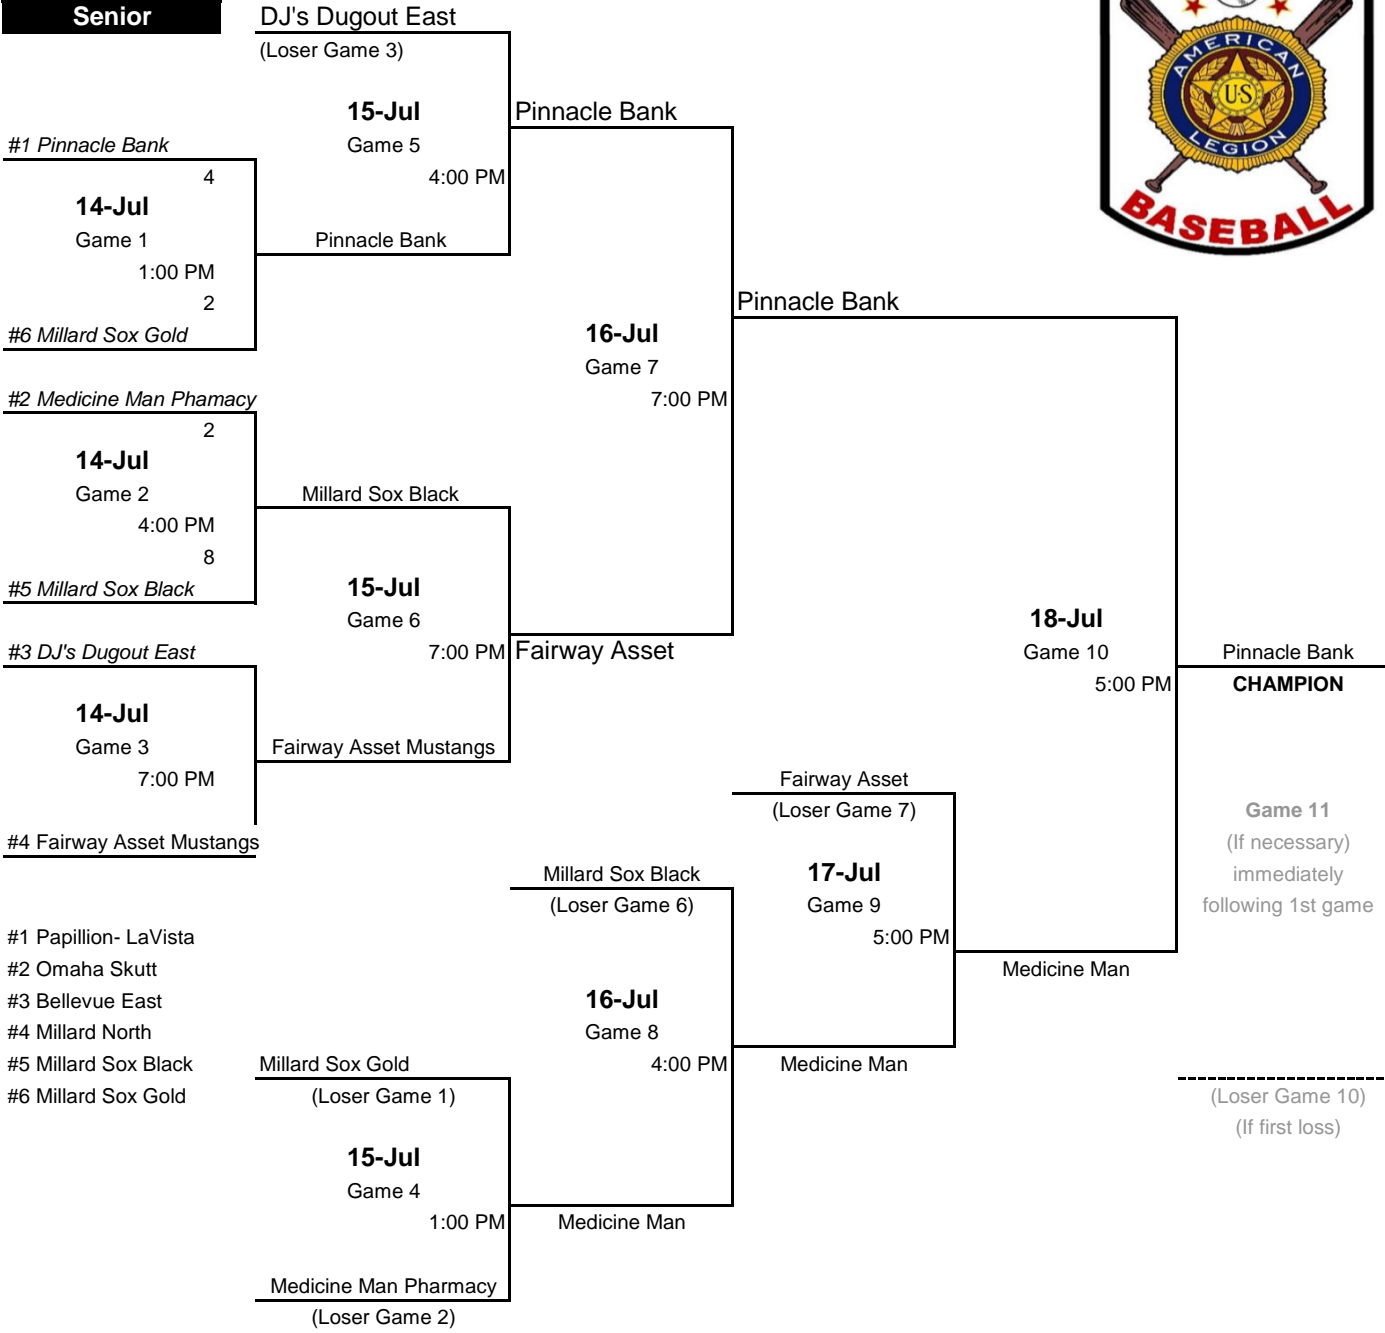 Senior
DJ's Dugout East
(Loser Game 3)
AMERICAN
US
LEGION
BASEBALL
15-Jul
Pinnacle Bank
#1 Pinnacle Bank
Game 5
4
4:00 PM
14-Jul
Game 1
Pinnacle Bank
1:00 PM
2
Pinnacle Bank
#6 Millard Sox Gold
16-Jul
Game 7
#2 Medicine Man Phamacy
7:00 PM
2
14-Jul
Game 2
Millard Sox Black
4:00 PM
8
#5 Millard Sox Black
15-Jul
18-Jul
Game 6
#3 DJ's Dugout East
7:00 PM
Fairway Asset
Game 10
Pinnacle Bank
5:00 PM
CHAMPION
14-Jul
Game 3
Fairway Asset Mustangs
7:00 PM
Fairway Asset
(Loser Game 7)
Game 11
#4 Fairway Asset Mustangs
(If necessary)
Millard Sox Black
17-Jul
immediately
(Loser Game 6)
Game 9
following 1st game
#1 Papillion- LaVista
5:00 PM
#2 Omaha Skutt
Medicine Man
#3 Bellevue East
16-Jul
#4 Millard North
Game 8
#5 Millard Sox Black
Millard Sox Gold
4:00 PM
Medicine Man
#6 Millard Sox Gold
(Loser Game 1)
(Loser Game 10)
(If first loss)
15-Jul
Game 4
1:00 PM
Medicine Man
Medicine Man Pharmacy
(Loser Game 2)